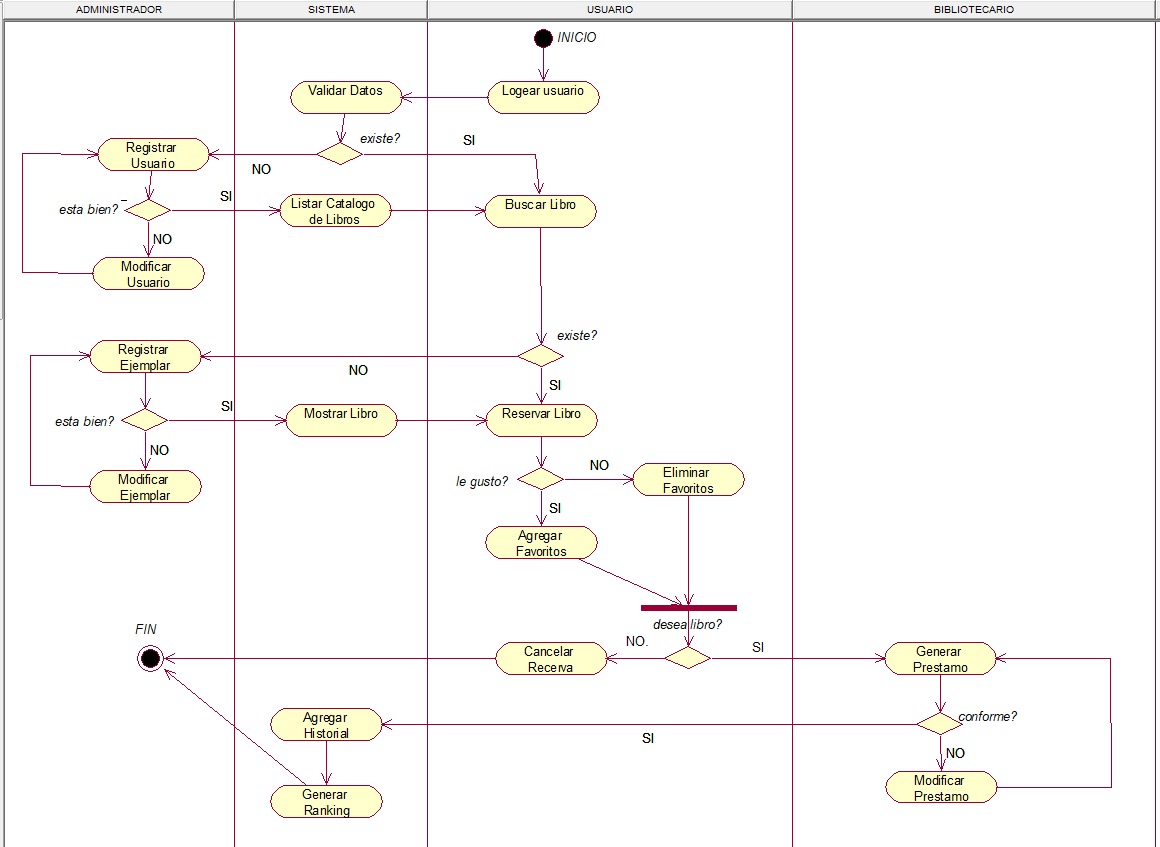 ADMINISTRADOR
SISTEMA
USUARIO
BIBLIOTECARIO
INICIO
Validar Datos
Logear usuario
existe?
SI
Registrar
Usuario
NO
esta bien?
SI
Listar Catalogo
de Libros
Buscar Libro
NO
Modificar
Usuario
existe?
Registrar
Ejemplar
NO
SI
esta bien?
SI
Mostrar Libro
Reservar Libro
NO
le gusto?
NO
Eliminar
Favoritos
Modificar
Ejemplar
SI
Agregar
Favoritos
FIN
desea libro?
NO.
SI
Cancelar
Recerva
Generar
Prestamo
Agregar
Historial
conforme?
SI
NO
Generar
Ranking
Modificar
Prestamo